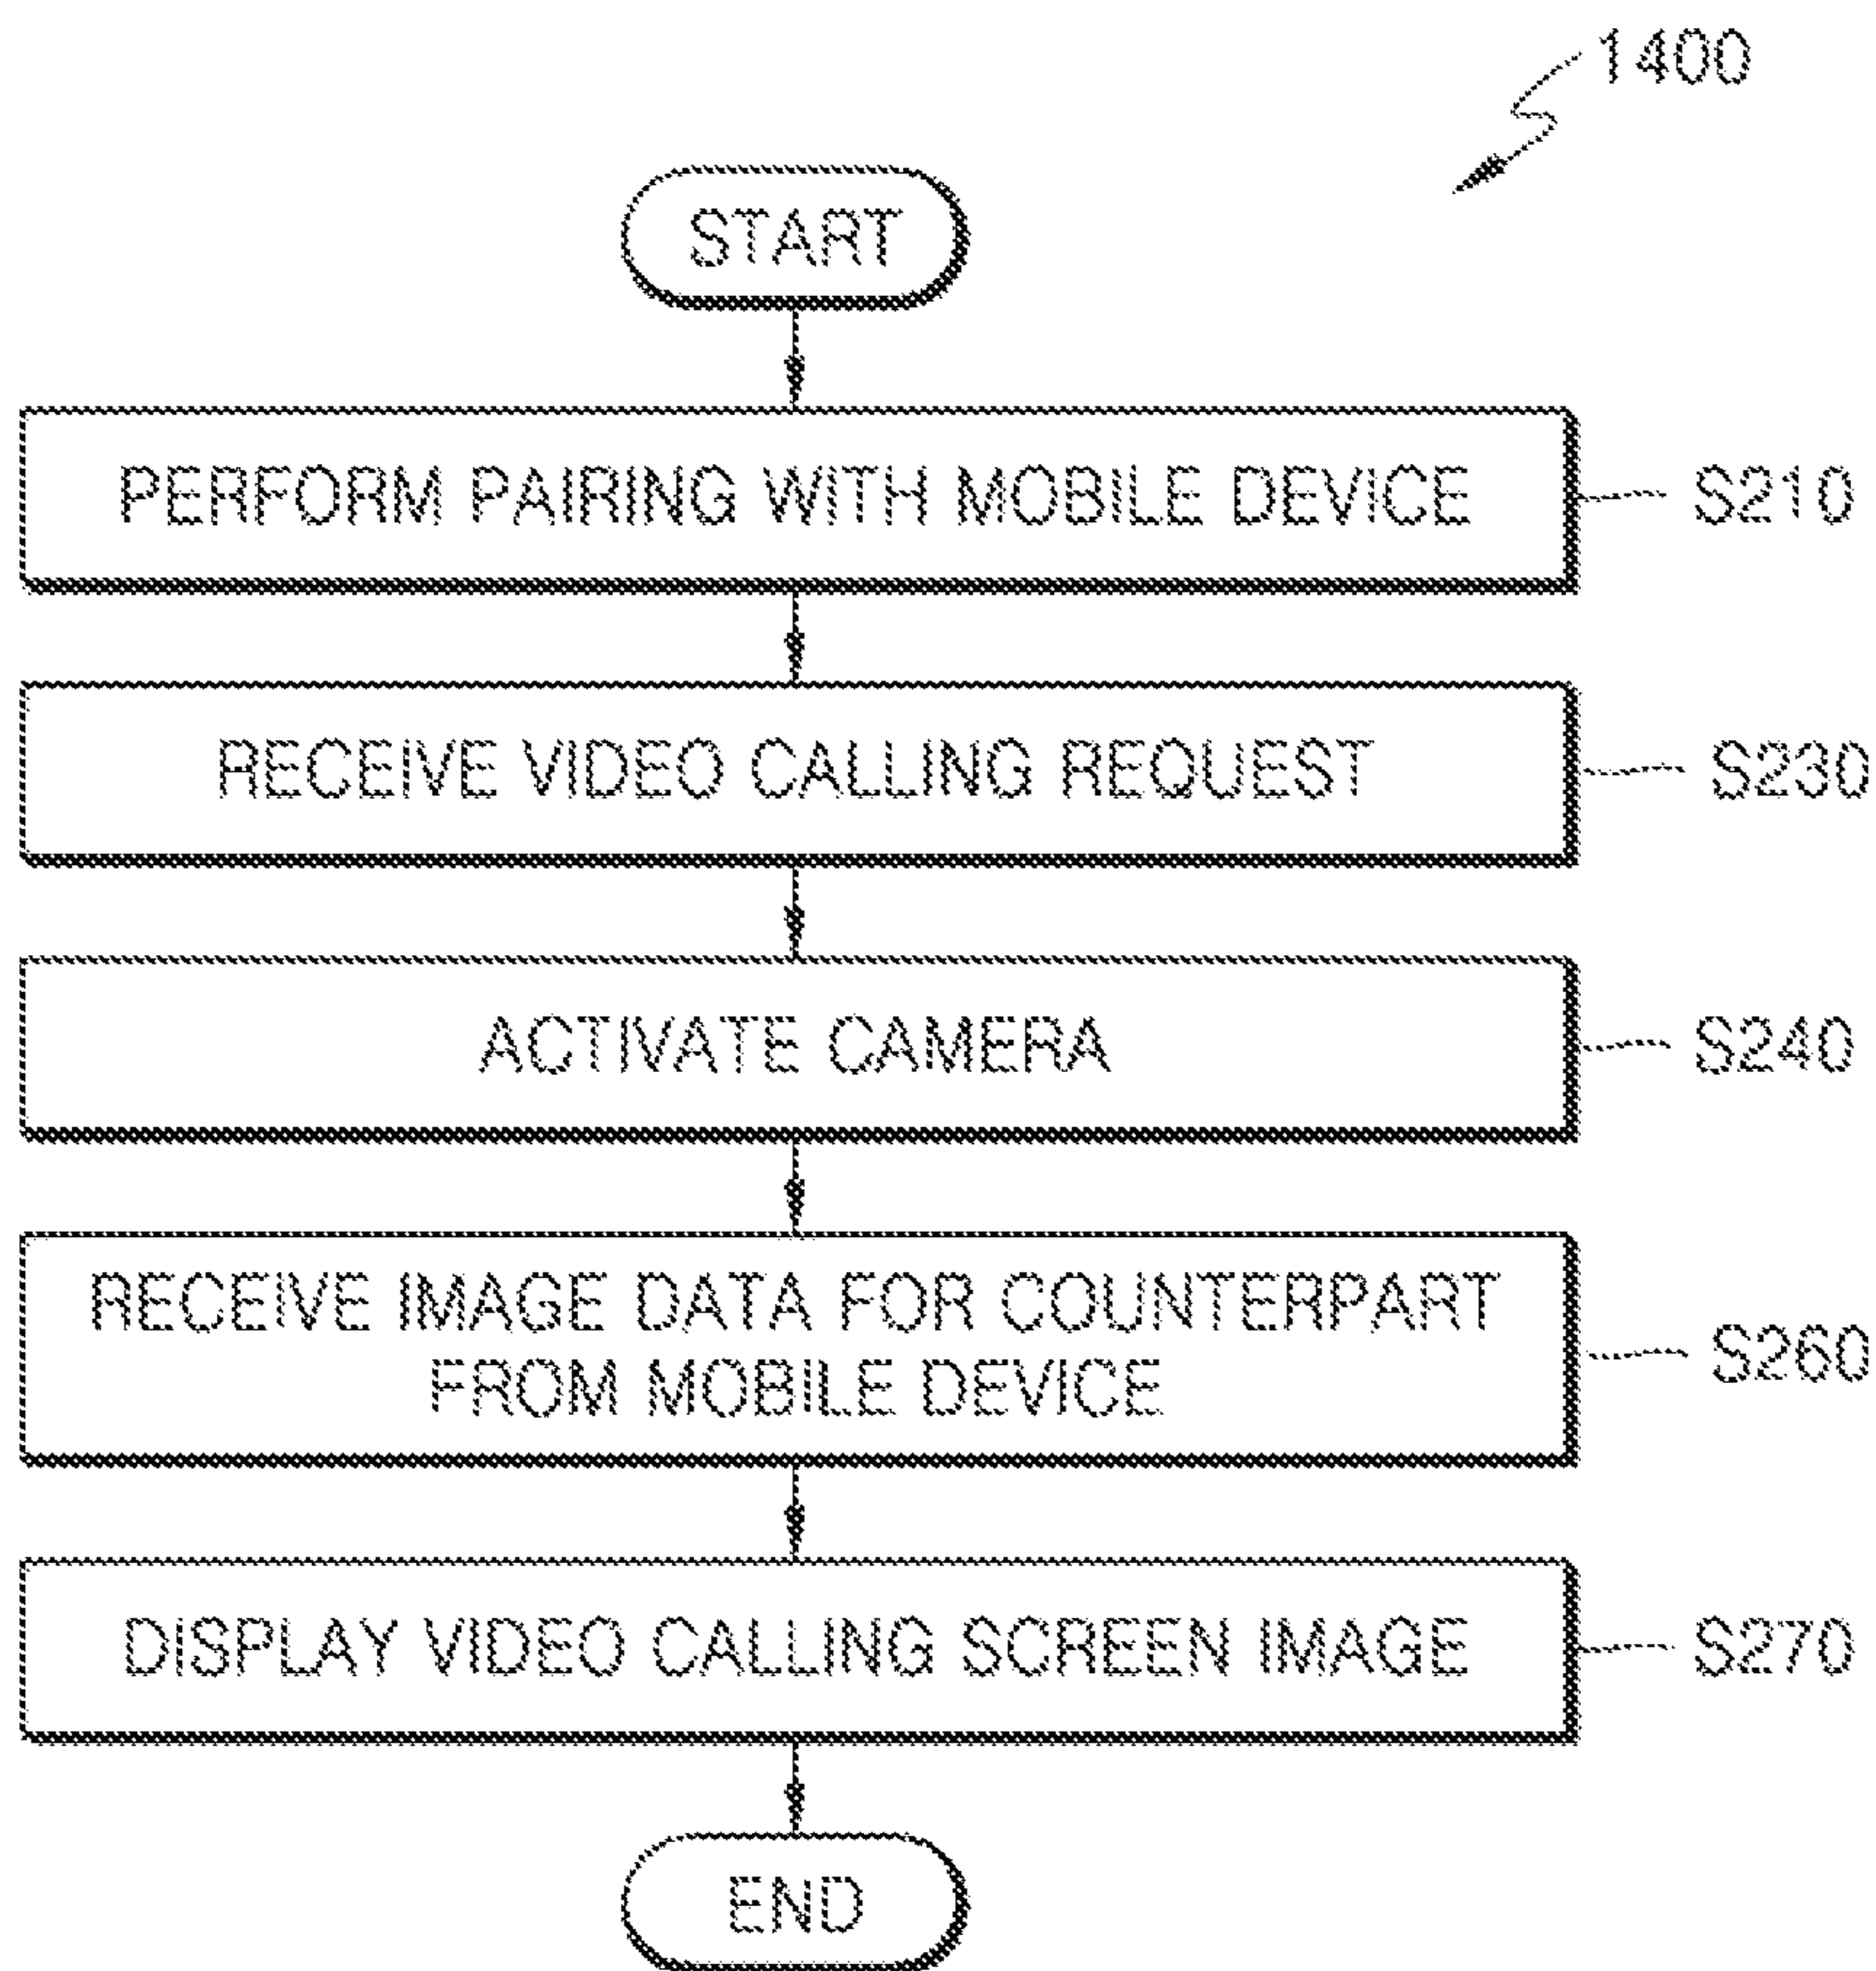 1400
START
PERFORM PAIRING WITH MOBILE DEVICE
S210
RECEIVE VIDEO CALLING REQUEST
S230
ACTIVATE CAMERA
S240
RECEIVE IMAGE DATA FOR COUNTERPART
FROM MOBILE DEVICE
S260
DISPLAY VIDEO CALLING SCREEN IMAGE
S270
END